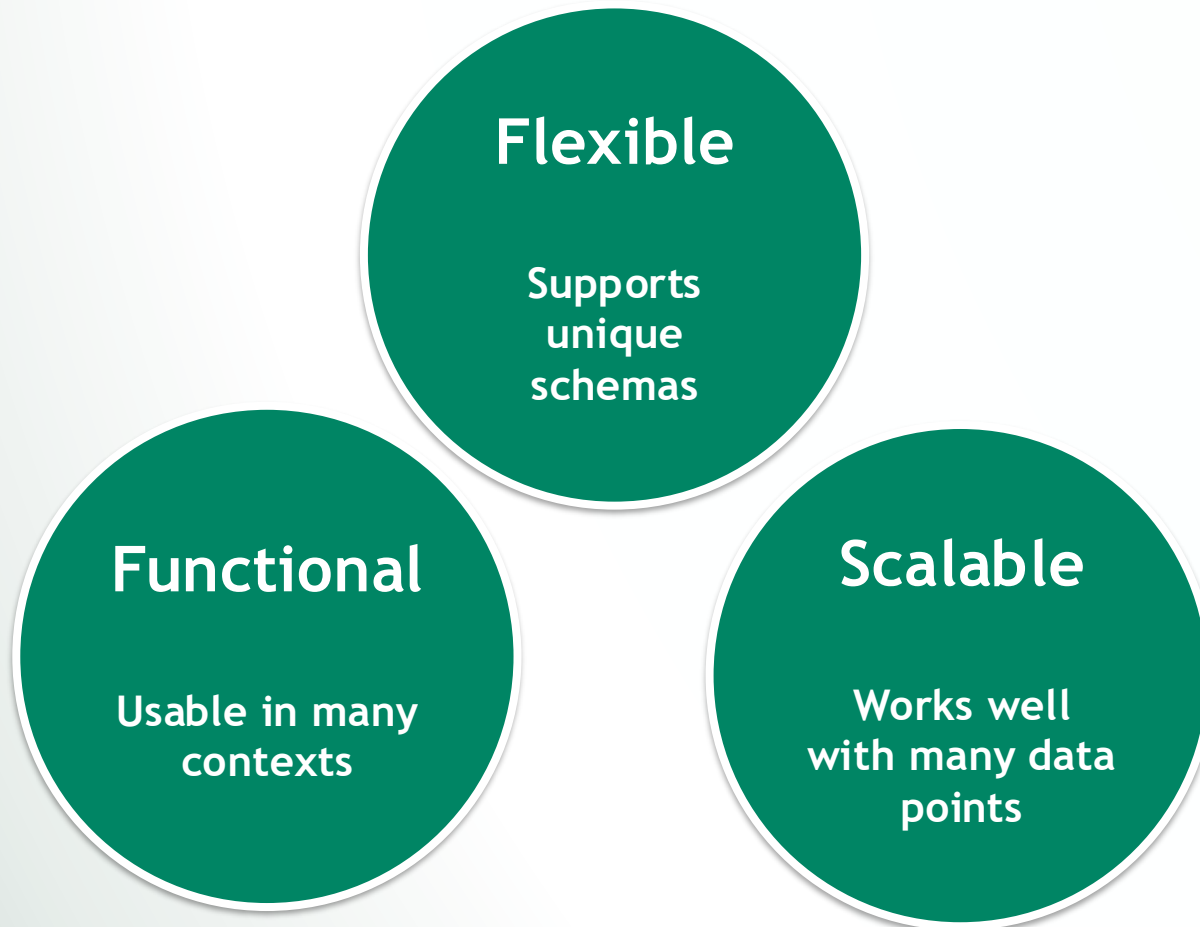 Flexible
Supports
unique
schemas
Functional
Usable in many
contexts
Scalable
Works well
with many data
points